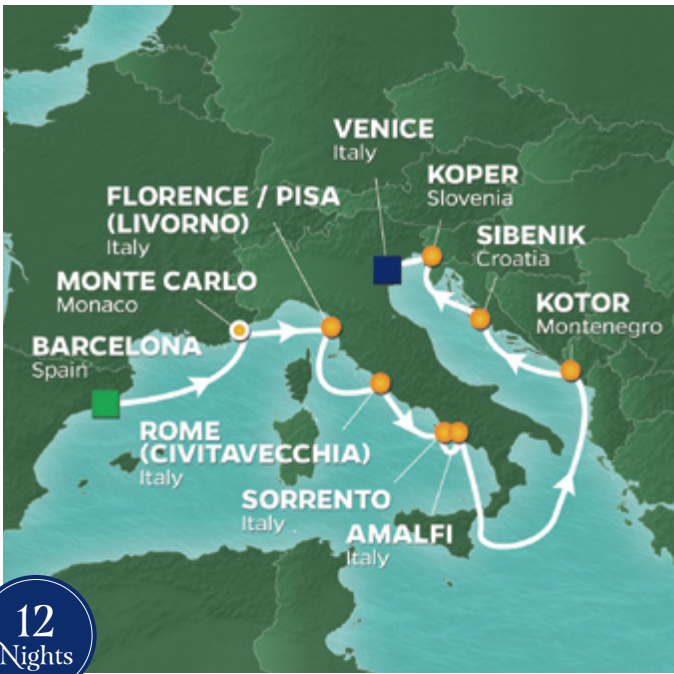 VENICE
Italy
KOPER
Slovenia
FLORENCE / PISA
(LIVORNO)
Italy
SIBENIK
Croatia
MONTE CARLO
Monaco
KOTOR
Montenegro
BARCELONA
Spain
ROME
(CIVITAVECCHIA)
Italy
SORRENTO
Italy
AMALFI
Italy
12
Nights